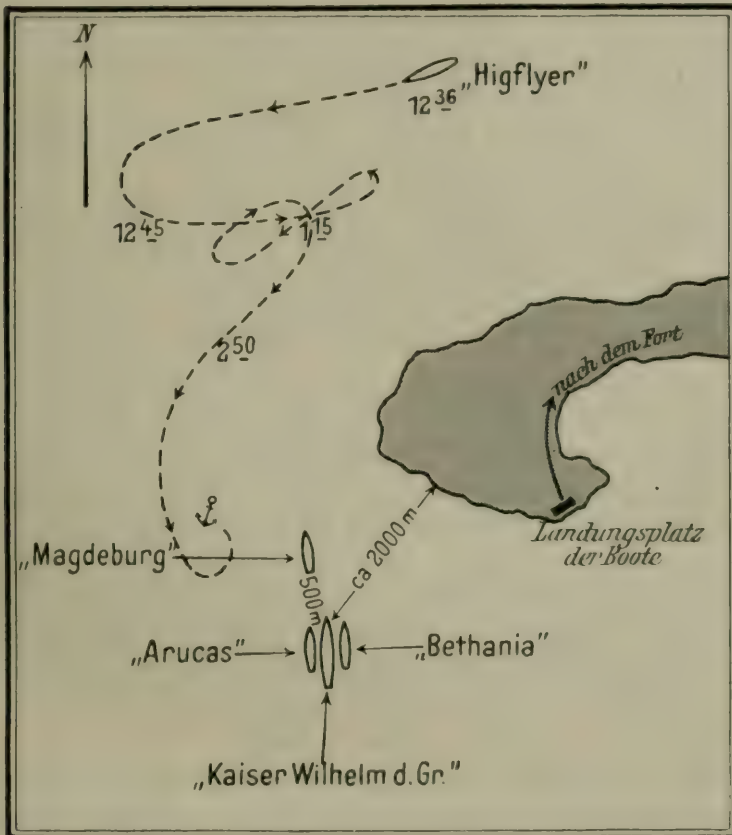 N
„Higflyer"
12 36
12 45
1 15
2 50
nach dem Fort
Landungsplatz
der Boote
ca 2000 m
„Magdeburg"
500 m
„Arucas"
„Bethania"
„Kaiser Wilhelm d. Gr."